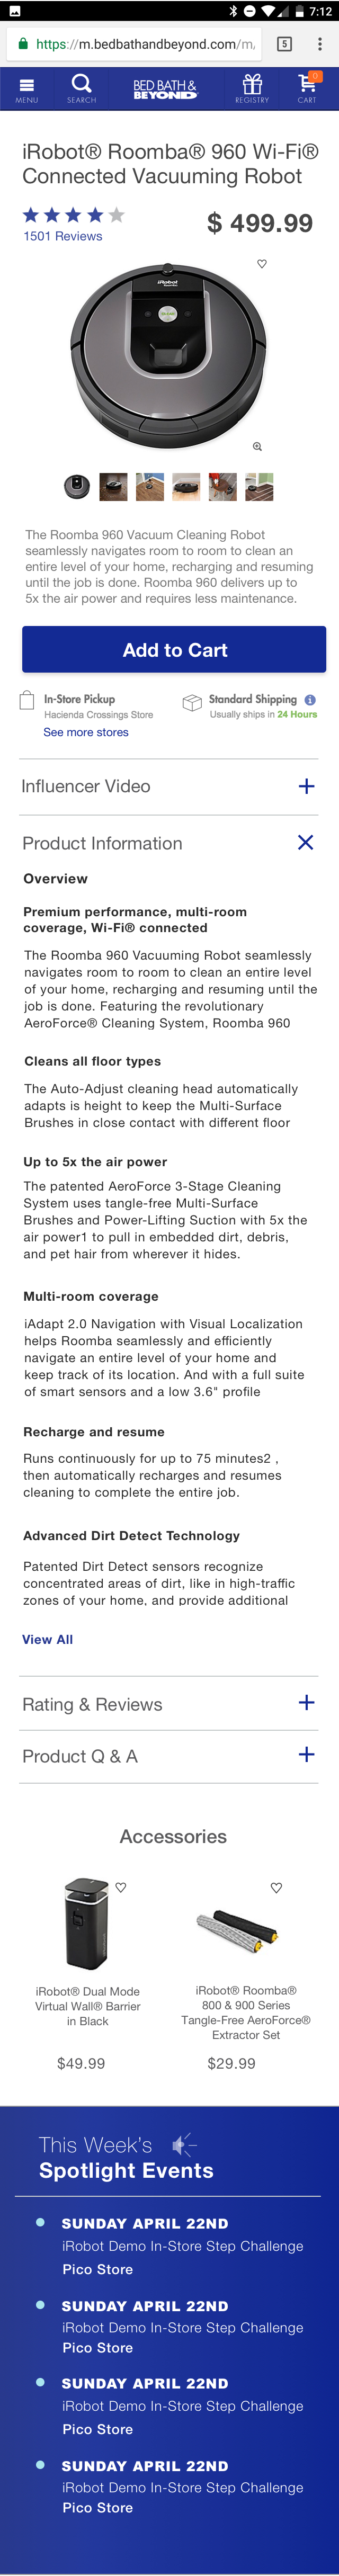 7:12
https://m.bedbathandbeyond.com/m/
5
0
MENU
SEARCH
BED BATH &
BEYOND
REGISTRY
CART
iRobot® Roomba® 960 Wi-Fi®
Connected Vacuuming Robot
$ 499.99
1501 Reviews
iRobot
The Roomba 960 Vacuum Cleaning Robot
seamlessly navigates room to room to clean an
entire level of your home, recharging and resuming
until the job is done. Roomba 960 delivers up to
5x the air power and requires less maintenance.
Add to Cart
In-Store Pickup
Hacienda Crossings Store
See more stores
Standard Shipping i
Usually ships in 24 Hours
Influencer Video
Product Information
Overview
Premium performance, multi-room
coverage, Wi-Fi® connected
The Roomba 960 Vacuuming Robot seamlessly
navigates room to room to clean an entire level
of your home, recharging and resuming until the
job is done. Featuring the revolutionary
AeroForce® Cleaning System, Roomba 960
Cleans all floor types
The Auto-Adjust cleaning head automatically
adapts is height to keep the Multi-Surface
Brushes in close contact with different floor
Up to 5x the air power
The patented AeroForce 3-Stage Cleaning
System uses tangle-free Multi-Surface
Brushes and Power-Lifting Suction with 5x the
air power1 to pull in embedded dirt, debris,
and pet hair from wherever it hides.
Multi-room coverage
iAdapt 2.0 Navigation with Visual Localization
helps Roomba seamlessly and efficiently
navigate an entire level of your home and
keep track of its location. And with a full suite
of smart sensors and a low 3.6" profile
Recharge and resume
Runs continuously for up to 75 minutes2 ,
then automatically recharges and resumes
cleaning to complete the entire job.
Advanced Dirt Detect Technology
Patented Dirt Detect sensors recognize
concentrated areas of dirt, like in high-traffic
zones of your home, and provide additional
View All
Rating & Reviews
Product Q & A
Accessories
iRobot® Dual Mode
Virtual Wall® Barrier
in Black
$49.99
iRobot® Roomba®
800 & 900 Series
Tangle-Free AeroForce®
Extractor Set
$29.99
This Week's
Spotlight Events
SUNDAY APRIL 22ND
iRobot Demo In-Store Step Challenge
Pico Store
SUNDAY APRIL 22ND
iRobot Demo In-Store Step Challenge
Pico Store
SUNDAY APRIL 22ND
iRobot Demo In-Store Step Challenge
Pico Store
SUNDAY APRIL 22ND
iRobot Demo In-Store Step Challenge
Pico Store